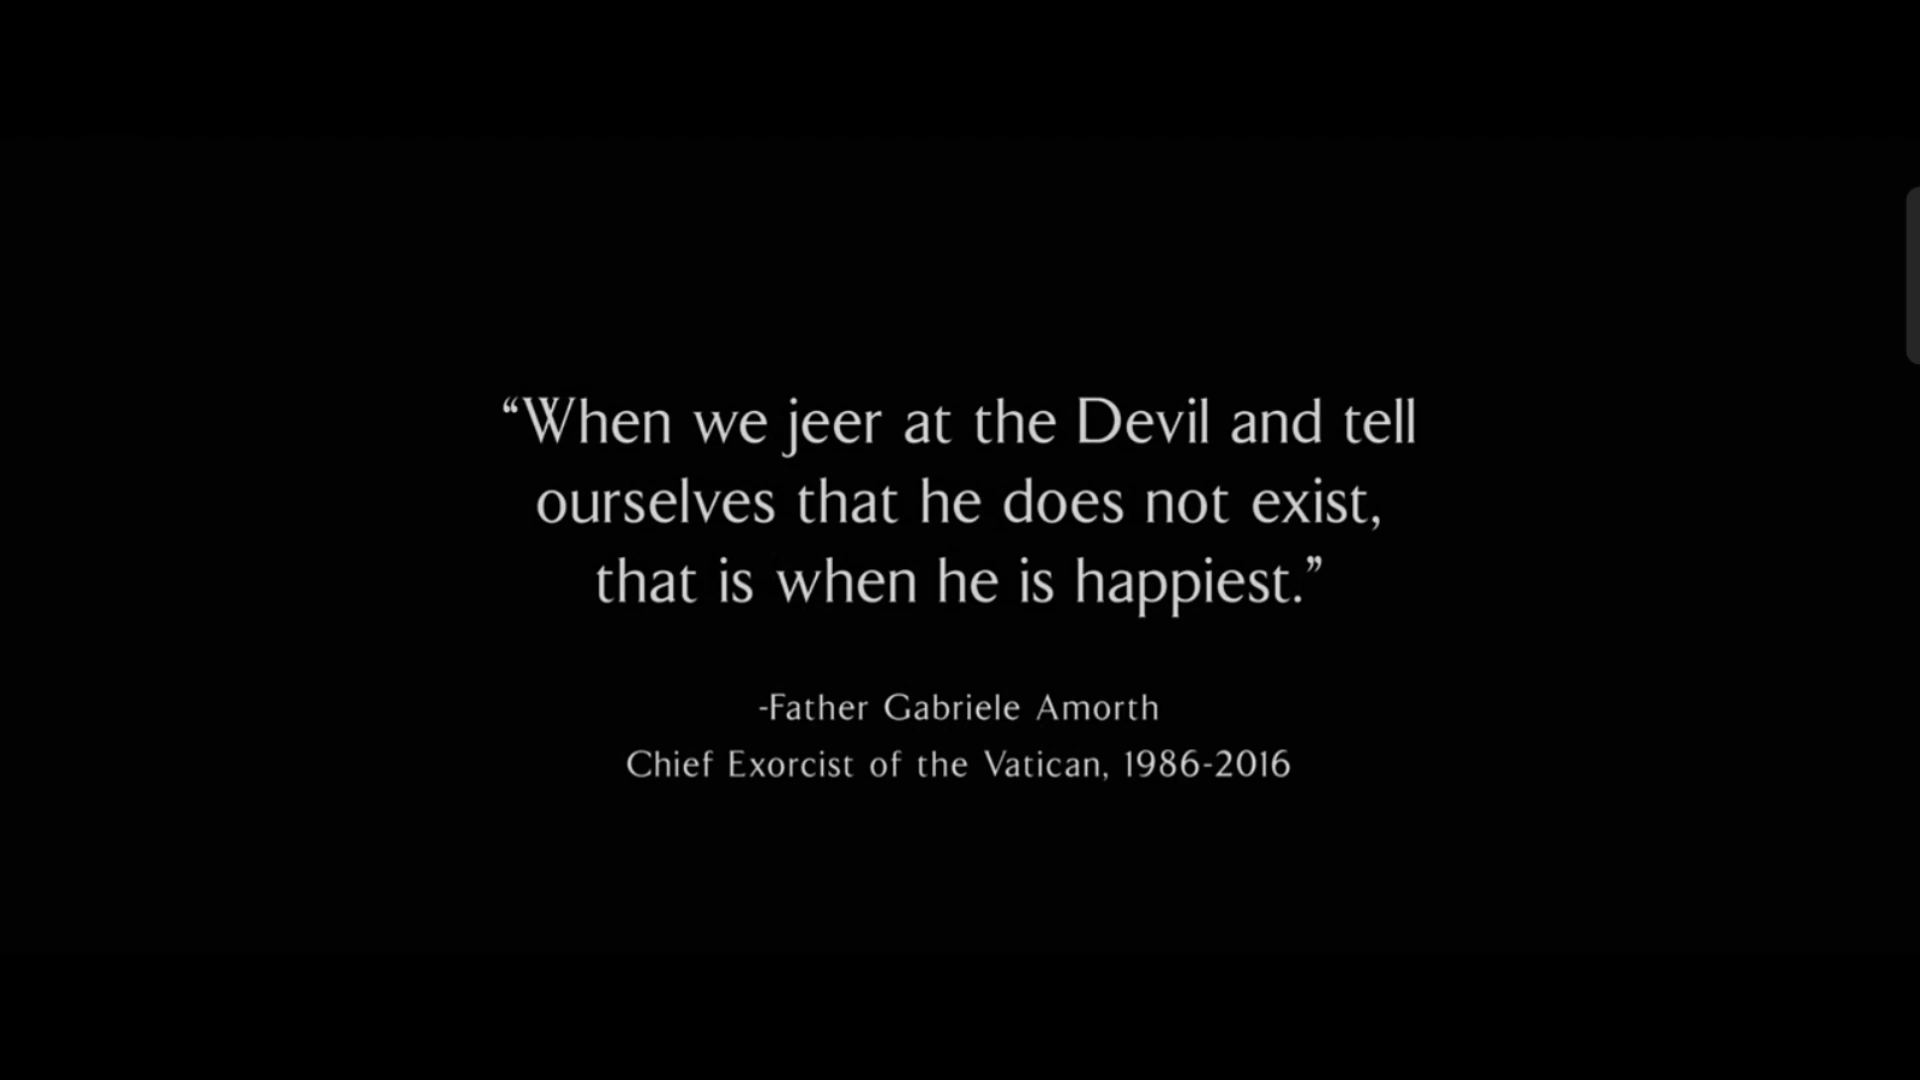 “When we jeer at the Devil and tell
ourselves that he does not exist,
that is when he is happiest.”
-Father Gabriele Amorth
Chief Exorcist of the Vatican, 1986-2016